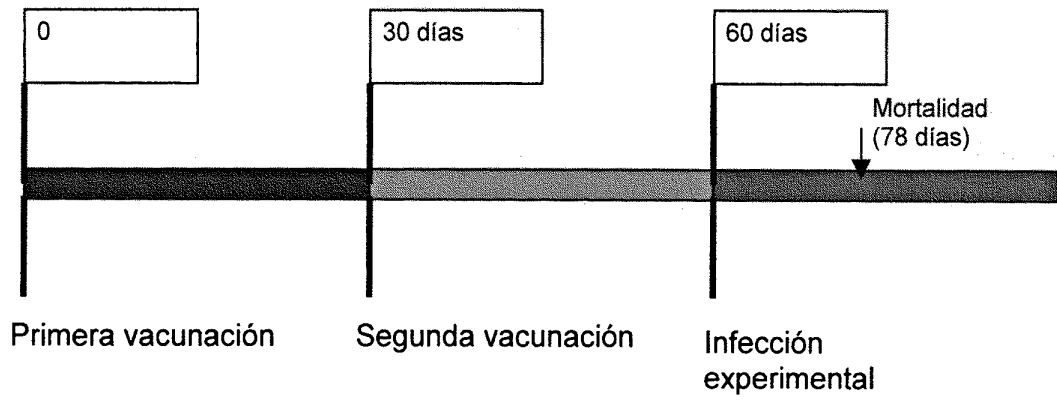 0
30 días
60 días
Mortalidad
(78 días)
Primera vacunación
Segunda vacunación
Infección
experimental